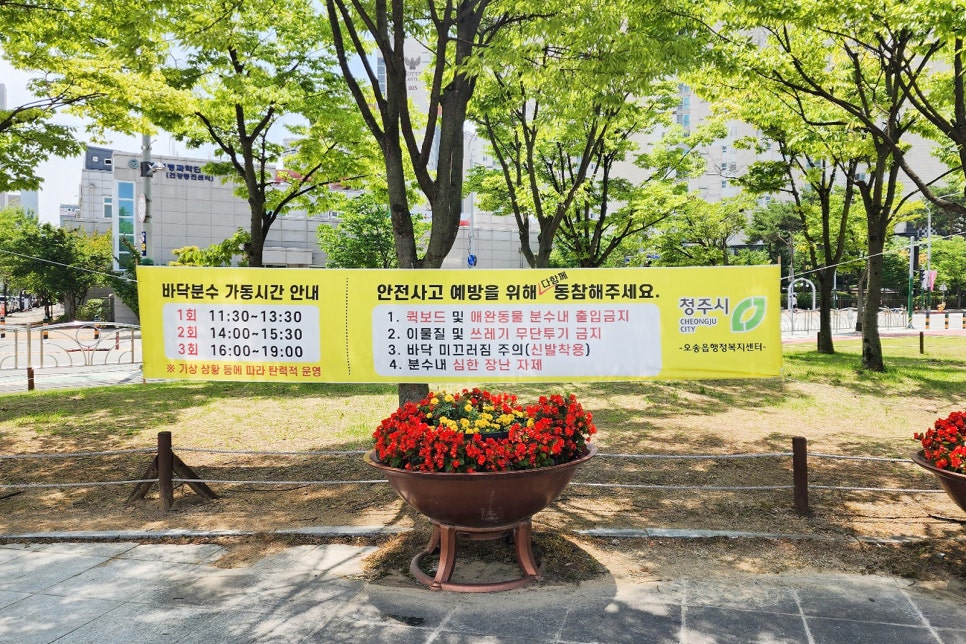 바닥분수 가동시간 안내
1회 11:30~13:30
2회 14:00~15:30
3회 16:00~19:00
※ 기상 상황 등에 따라 탄력적 운영
안전사고 예방을 위해 다함께 동참해주세요.
1. 퀵보드 및 애완동물 분수내 출입금지
2. 이물질 및 쓰레기 무단투기 금지
3. 바닥 미끄러짐 주의(신발착용)
4. 분수내 심한 장난 자제
청주시
CHEONGJU
CITY
-오송읍행정복지센터-